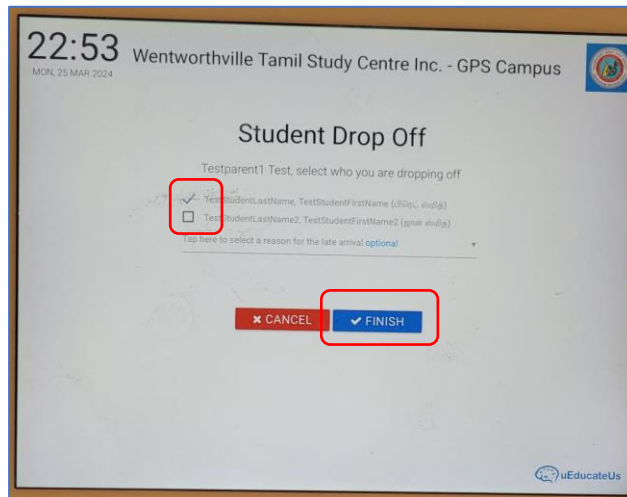 22:53
MON, 25 MAR 2024
Wentworthville Tamil Study Centre Inc. - GPS Campus
Student Drop Off
Testparent1 Test, select who you are dropping off
TestStudentLastName, TestStudentFirstName
TestStudentLastName2, TestStudentFirstName2 (ஜான் ஸ்மித்)
Tap here to select a reason for the late arrival optional
CANCEL
FINISH
uEducateUs